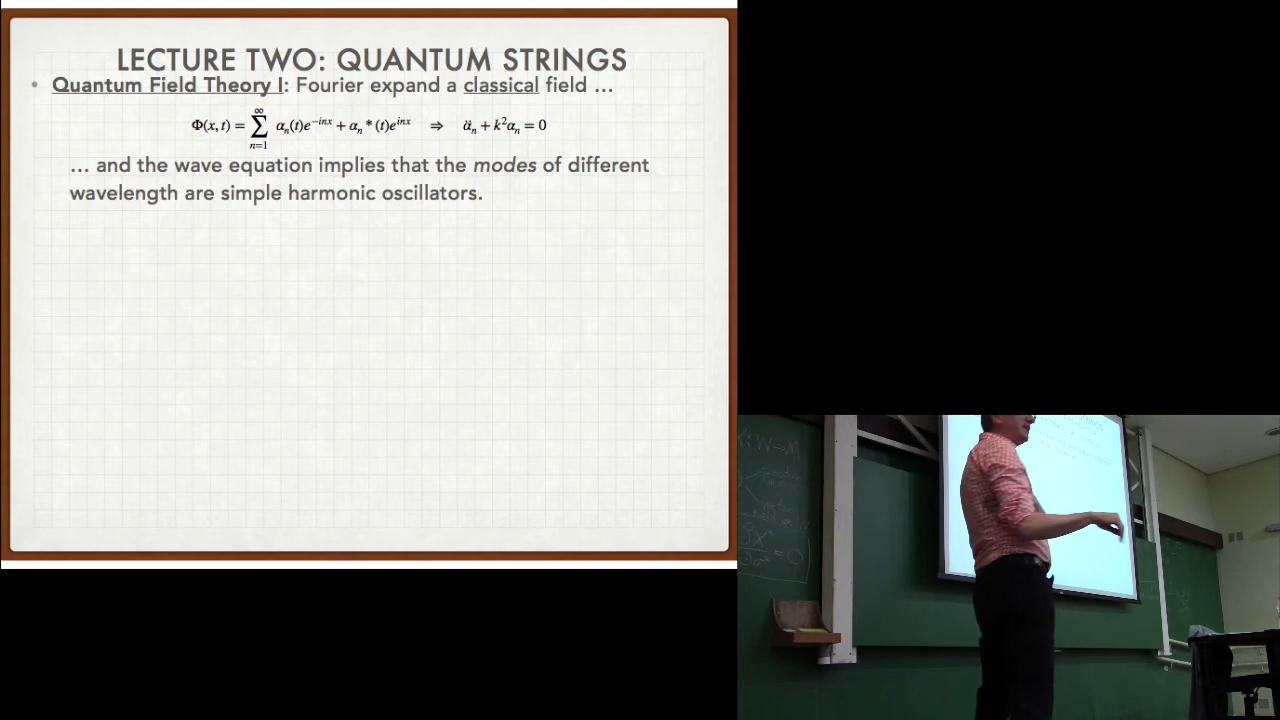 LECTURE TWO: QUANTUM STRINGS
• Quantum Field Theory I: Fourier expand a classical field …
Φ(x,t) = ∑_{n=1}^{∞} α_n(t)e^{-inx} + α_n*(t)e^{inx} ⇒ α̈_n + k²α_n = 0
… and the wave equation implies that the modes of different
wavelength are simple harmonic oscillators.
X: W→M
= 0